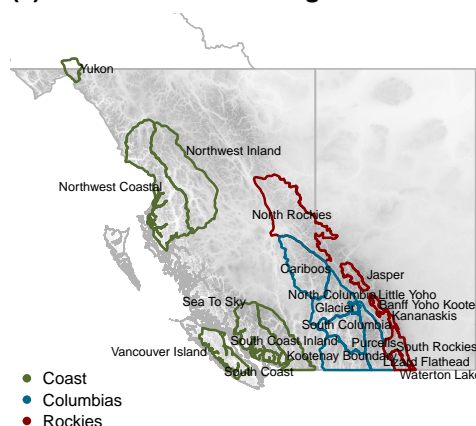 Yukon
Northwest Inland
Northwest Coastal
North Rockies
Cariboos
Jasper
North Columbia
Little Yoho
Sea To Sky
Glacier
Banff Yoho Koote
Kananaskis
South Columbia
South Coast Inland
Purcells
South Rockies
Vancouver Island
Kootenay Boundary
Lizard Flathead
South Coast
Waterton Lake
Coast
Columbias
Rockies